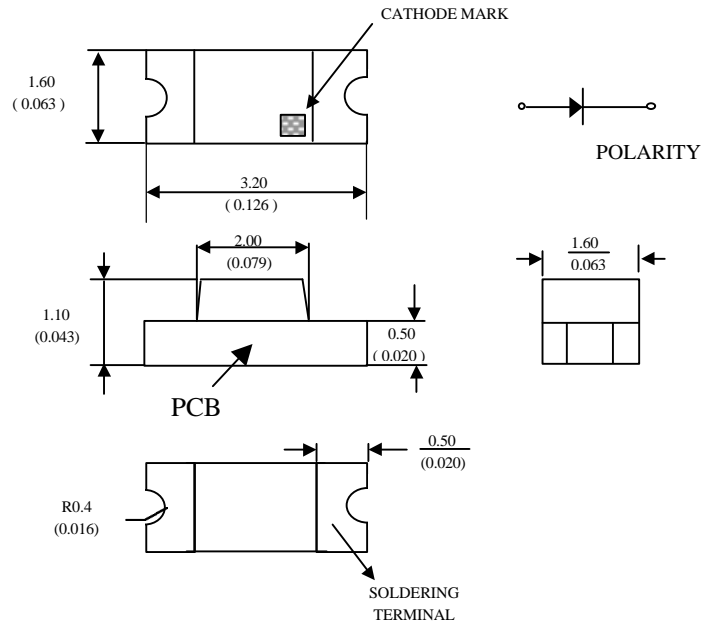 CATHODE MARK
1.60
( 0.063 )
POLARITY
3.20
( 0.126 )
2.00
(0.079)
1.60
0.063
1.10
(0.043)
0.50
( 0.020 )
PCB
0.50
(0.020)
R0.4
(0.016)
SOLDERING
TERMINAL